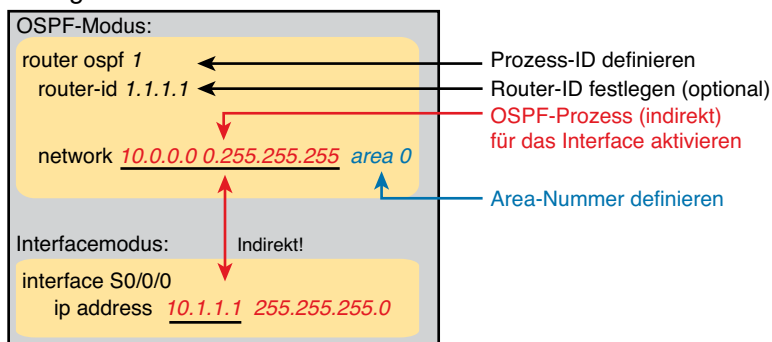 OSPF-Modus:
router ospf 1
Prozess-ID definieren
router-id 1.1.1.1
Router-ID festlegen (optional)
OSPF-Prozess (indirekt)
für das Interface aktivieren
network 10.0.0.0 0.255.255.255 area 0
Area-Nummer definieren
Interfacemodus:
Indirekt!
interface S0/0/0
ip address 10.1.1.1 255.255.255.0